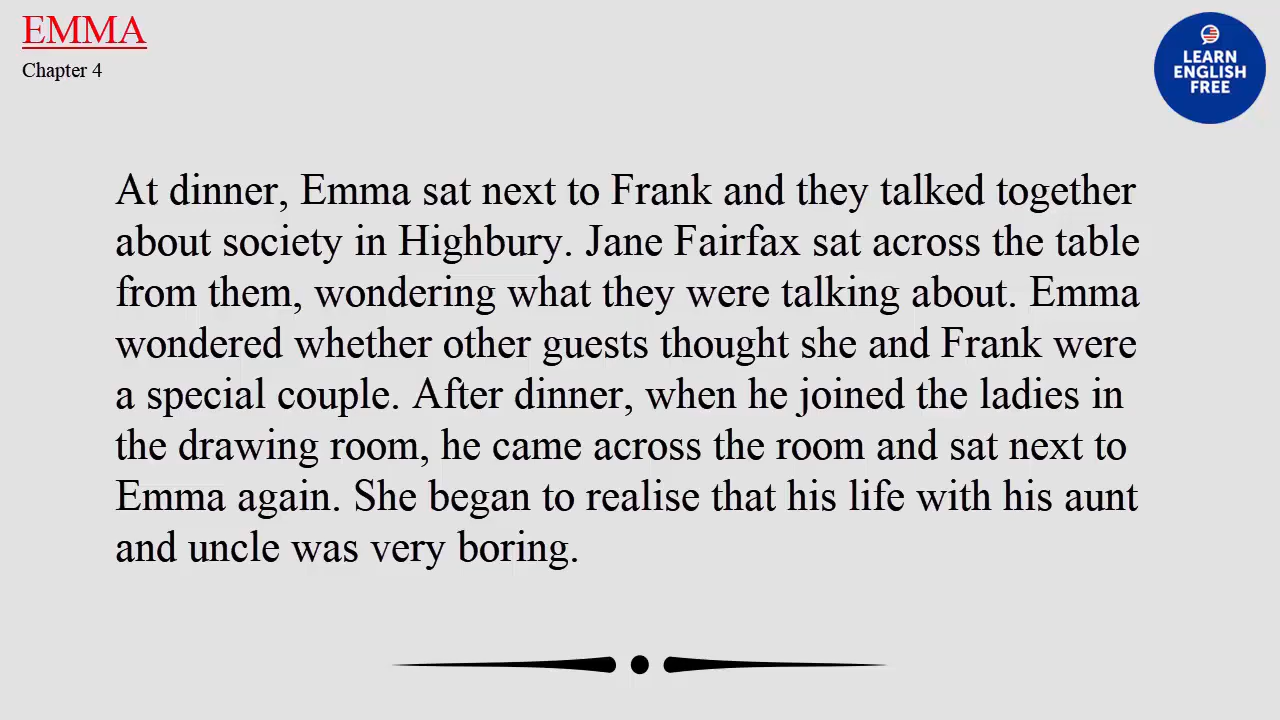 EMMA
Chapter 4
LEARN
ENGLISH
FREE
At dinner, Emma sat next to Frank and they talked together
about society in Highbury. Jane Fairfax sat across the table
from them, wondering what they were talking about. Emma
wondered whether other guests thought she and Frank were
a special couple. After dinner, when he joined the ladies in
the drawing room, he came across the room and sat next to
Emma again. She began to realise that his life with his aunt
and uncle was very boring.